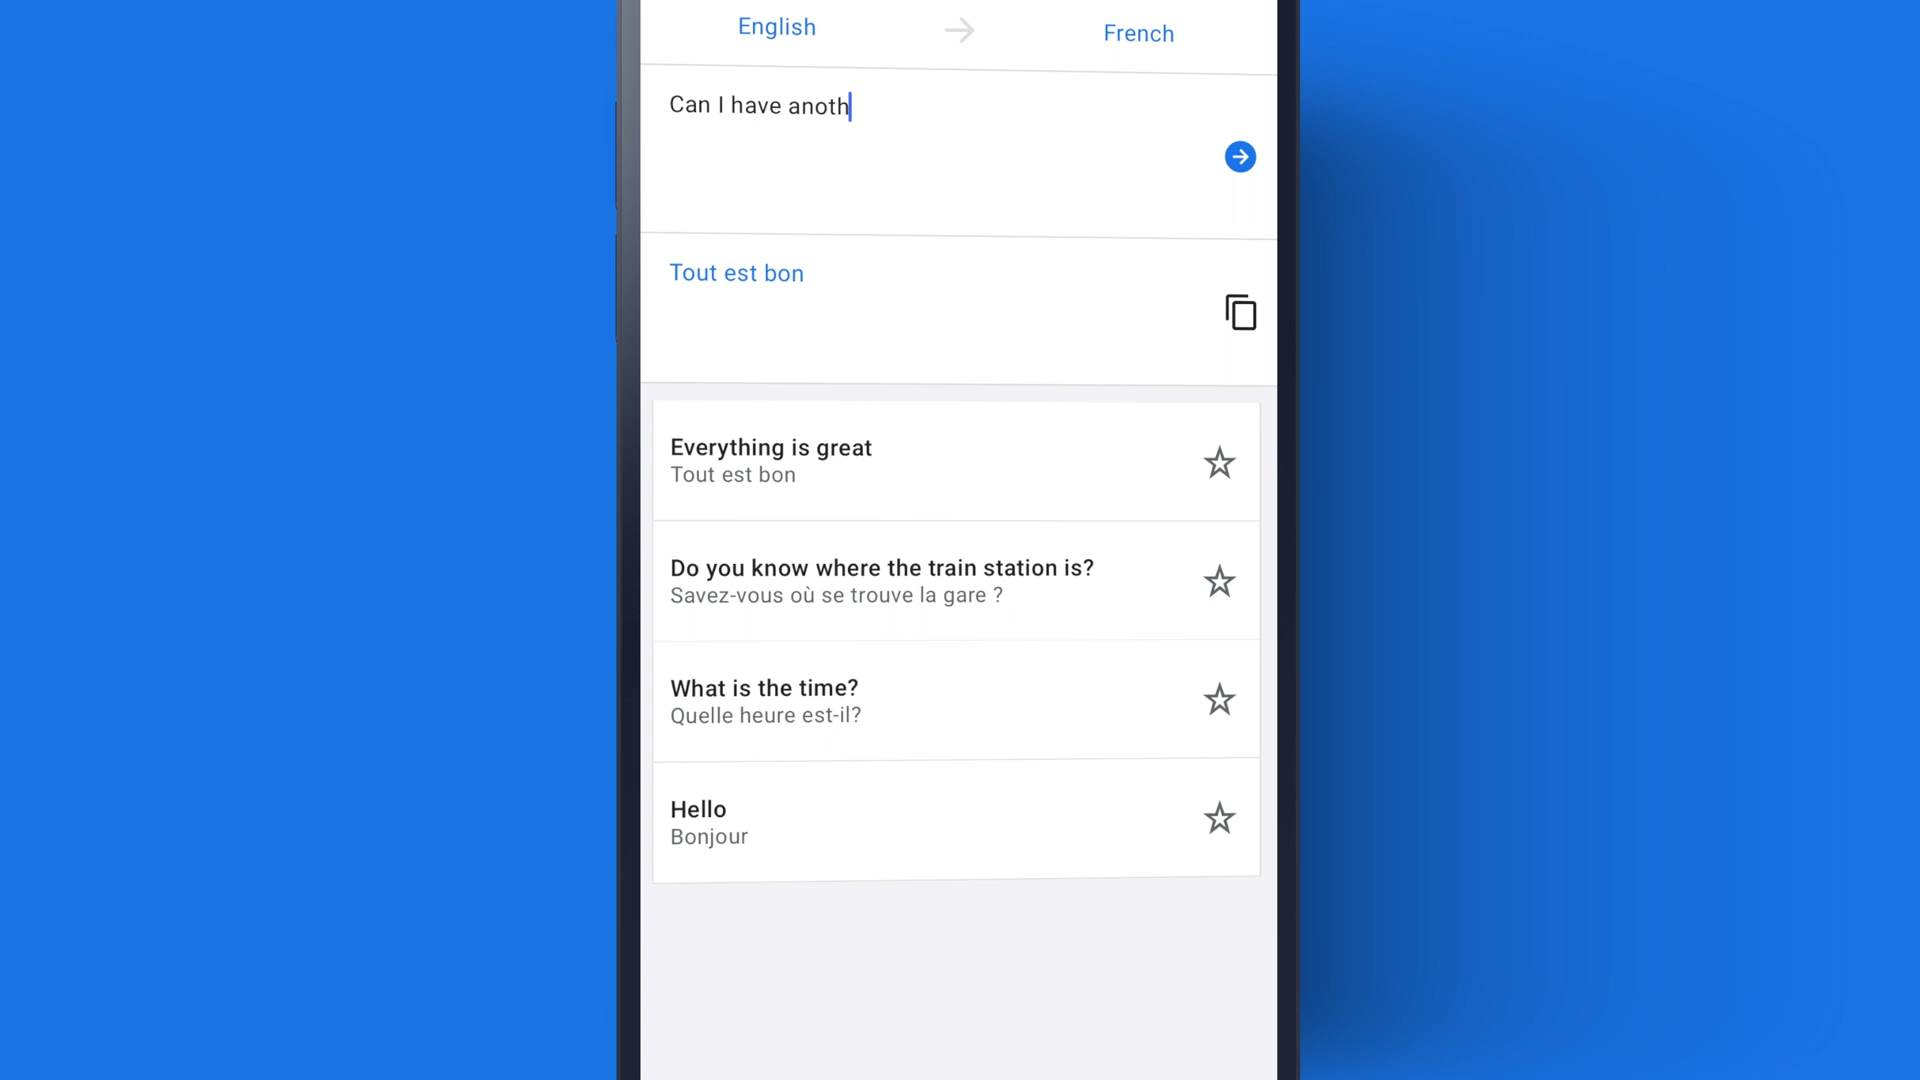 English
French
Can I have anoth
Tout est bon
Everything is great
Tout est bon
Do you know where the train station is?
Savez-vous où se trouve la gare ?
What is the time?
Quelle heure est-il?
Hello
Bonjour